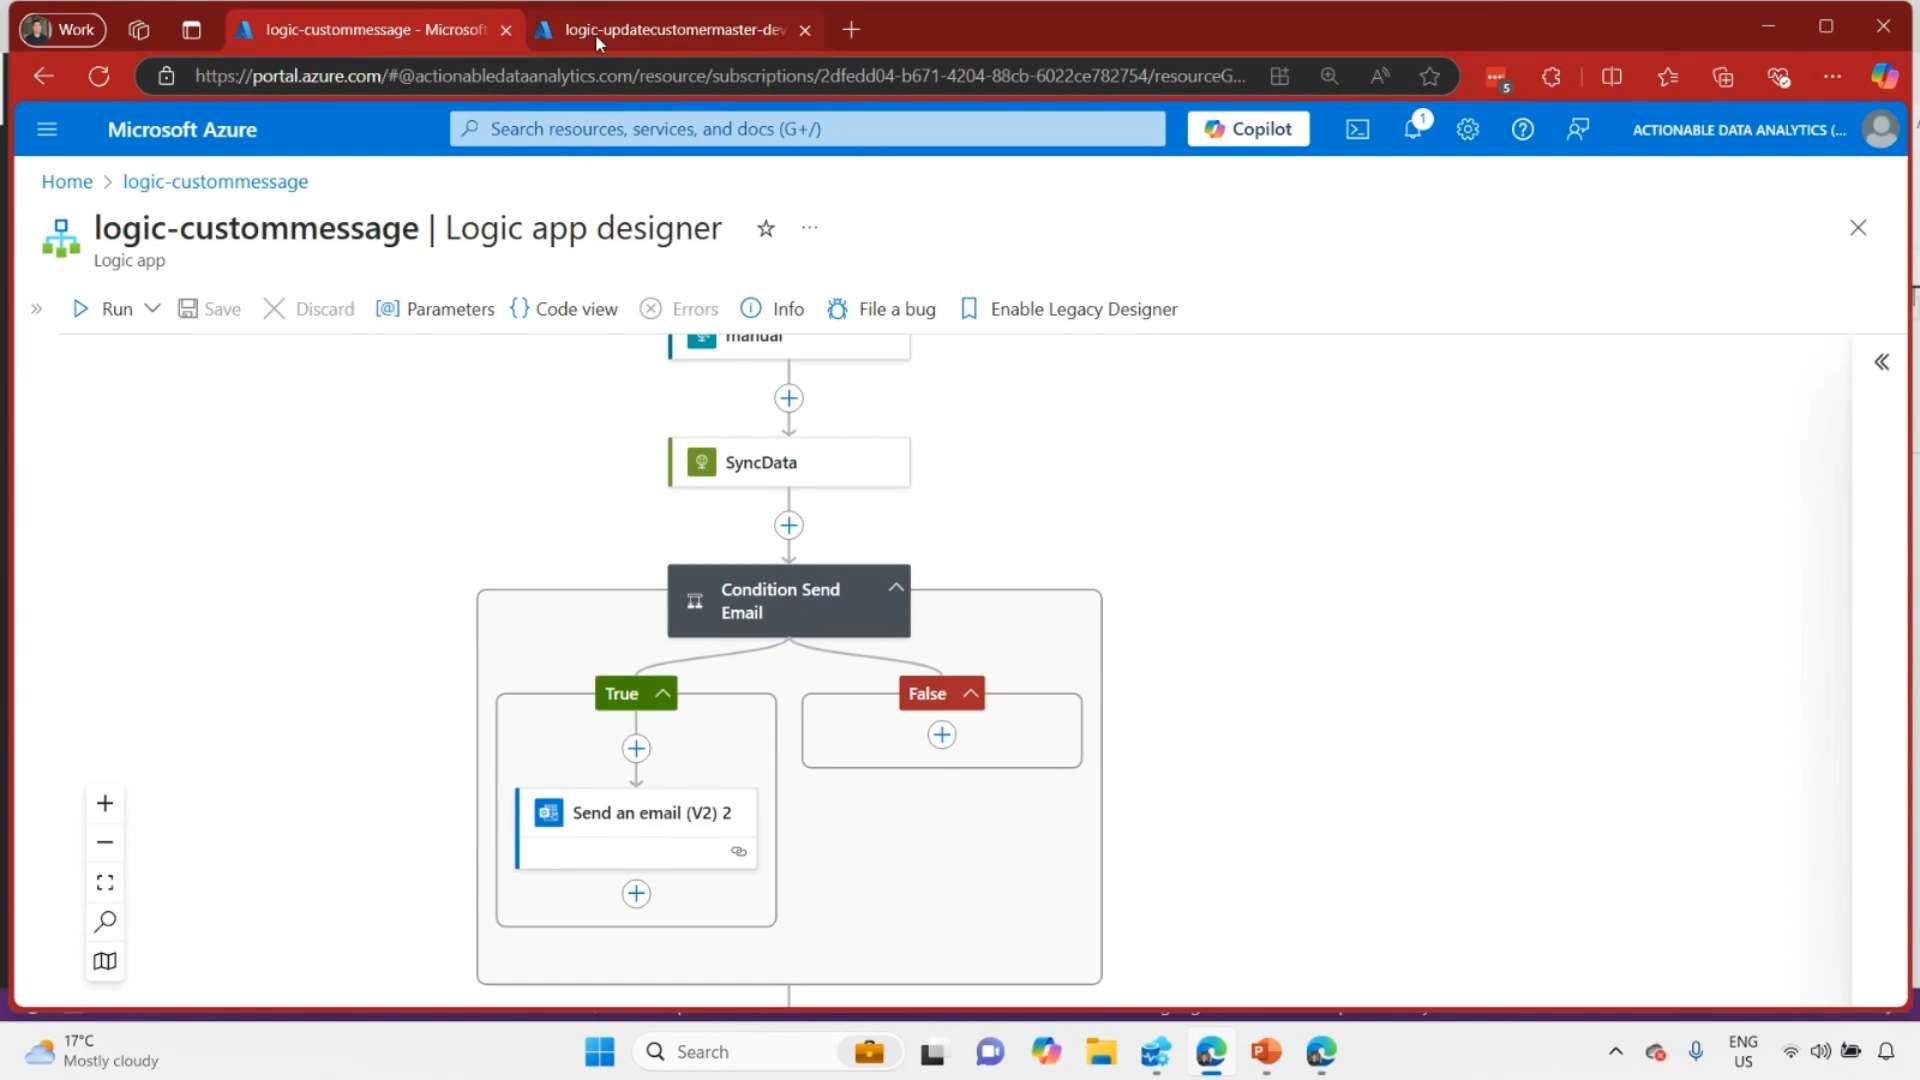 Work
logic-custommessage - Microsoft
logic-updatecustomermaster-dev
https://portal.azure.com/#@actionabledataanalytics.com/resource/subscriptions/2dfedd04-b671-4204-88cb-6022ce782754/resourceG...
5
Microsoft Azure
Search resources, services, and docs (G+/)
Copilot
1
ACTIONABLE DATA ANALYTICS (...
Home > logic-custommessage
logic-custommessage | Logic app designer
Logic app
Run
Save
Discard
Parameters
Code view
Errors
Info
File a bug
Enable Legacy Designer
manual
SyncData
Condition Send
Email
True
False
Send an email (V2) 2
17°C
Mostly cloudy
Search
ENG
US